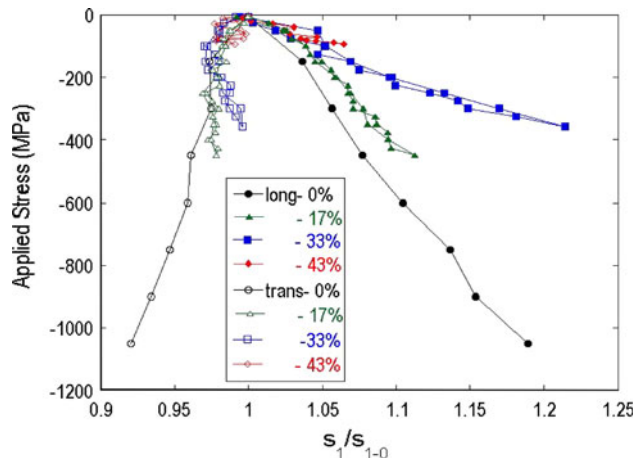 0
-200
-400
-600
-800
-1000
-1200
Applied Stress (MPa)
long- 0%
- 17%
- 33%
- 43%
trans- 0%
- 17%
-33%
- 43%
0.9 0.95 1 1.05 1.1 1.15 1.2 1.25
s1/s1-0